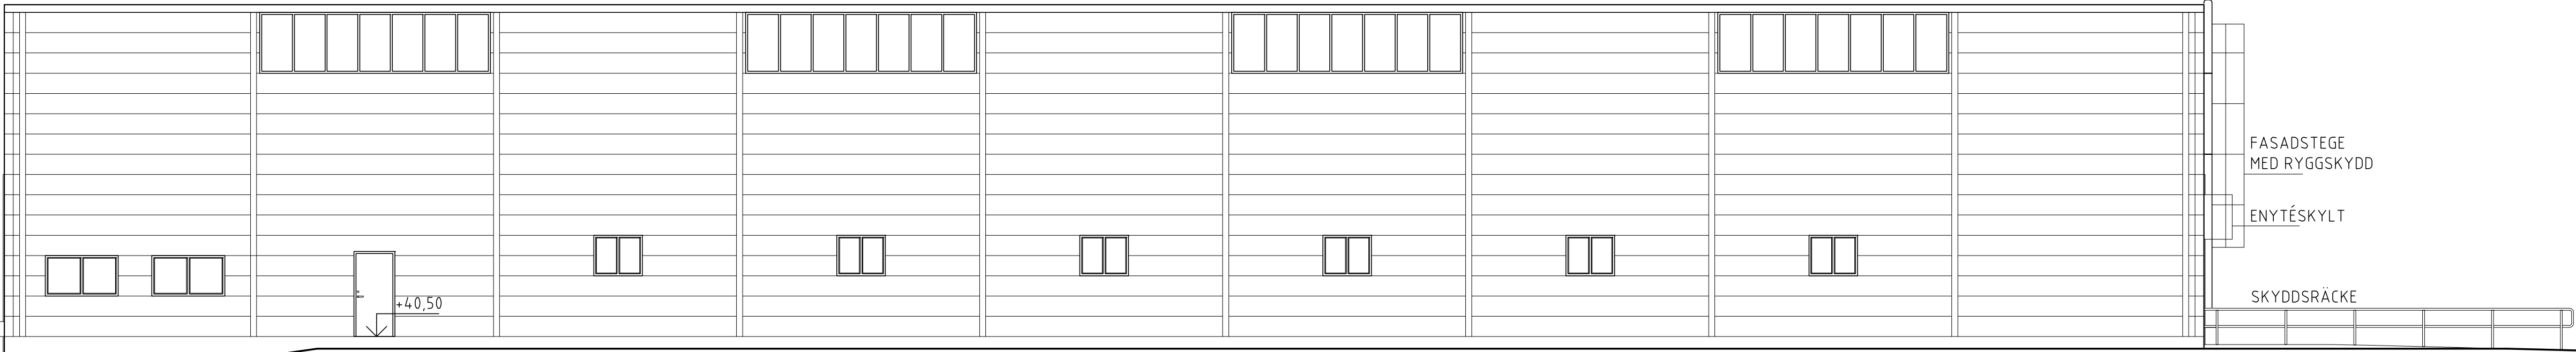 FASADSTEGE
MED RYGGSKYDD
ENYTÉSKYLT
SKYDDSRÄCKE
+40,50